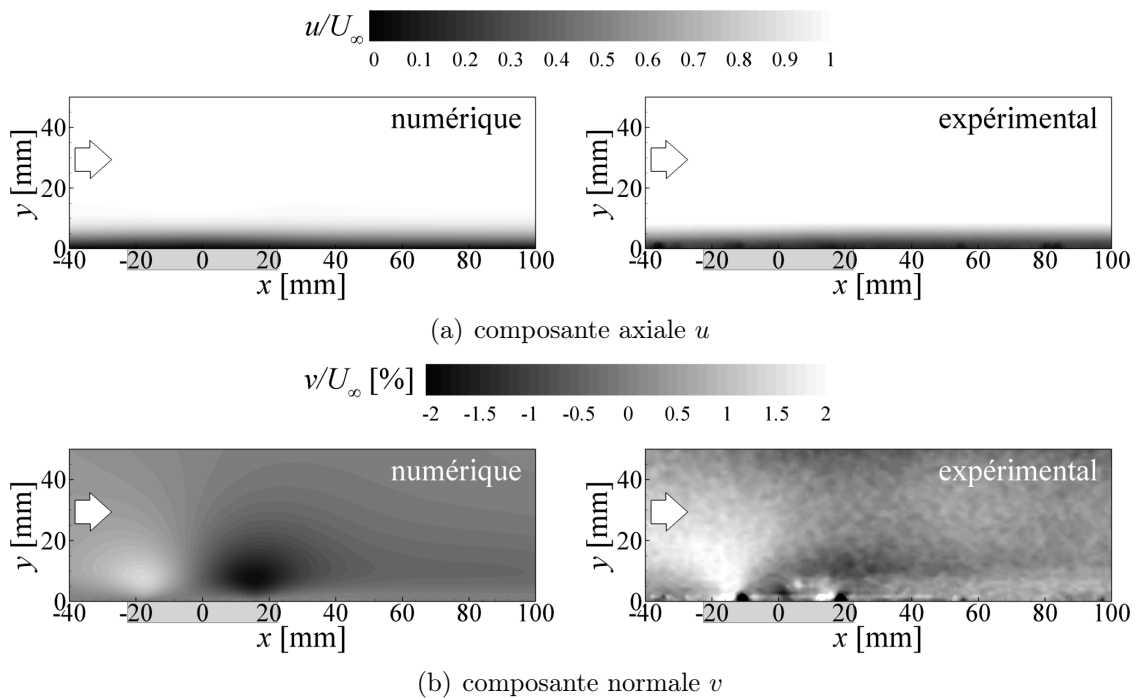 u/U∞
0 0.1 0.2 0.3 0.4 0.5 0.6 0.7 0.8 0.9 1
numérique
y [mm]
40
20
0
-40 -20 0 20 40 60 80 100
x [mm]
expérimental
y [mm]
40
20
0
-40 -20 0 20 40 60 80 100
x [mm]
(a) composante axiale u
v/U∞ [%]
-2 -1.5 -1 -0.5 0 0.5 1 1.5 2
numérique
y [mm]
40
20
0
-40 -20 0 20 40 60 80 100
x [mm]
expérimental
y [mm]
40
20
0
-40 -20 0 20 40 60 80 100
x [mm]
(b) composante normale v